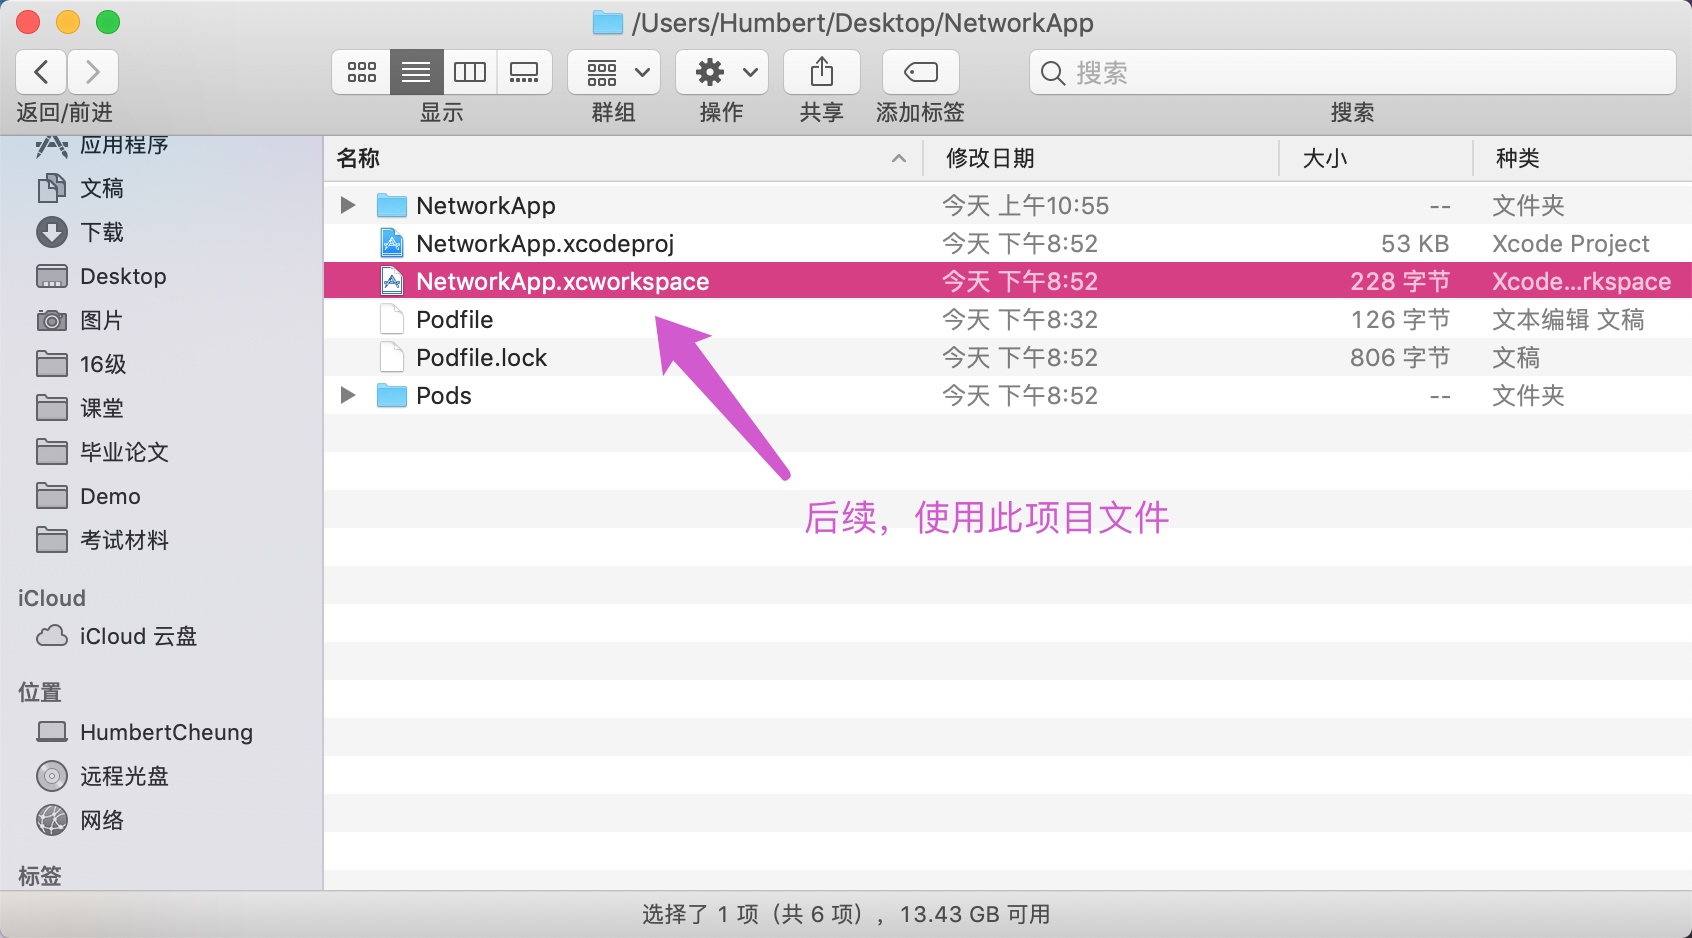 /Users/Humbert/Desktop/NetworkApp
返回/前进
显示
群组
操作
共享
添加标签
搜索
搜索
应用程序
文稿
下载
Desktop
图片
16级
课堂
毕业论文
Demo
考试材料
iCloud
iCloud 云盘
位置
HumbertCheung
远程光盘
网络
标签
名称 修改日期 大小 种类
NetworkApp 今天 上午10:55 -- 文件夹
NetworkApp.xcodeproj 今天 下午8:52 53 KB Xcode Project
NetworkApp.xcworkspace 今天 下午8:52 228 字节 Xcode...rkspace
Podfile 今天 下午8:32 126 字节 文本编辑 文稿
Podfile.lock 今天 下午8:52 806 字节 文稿
Pods 今天 下午8:52 -- 文件夹
后续，使用此项目文件
选择了 1 项（共 6 项），13.43 GB 可用